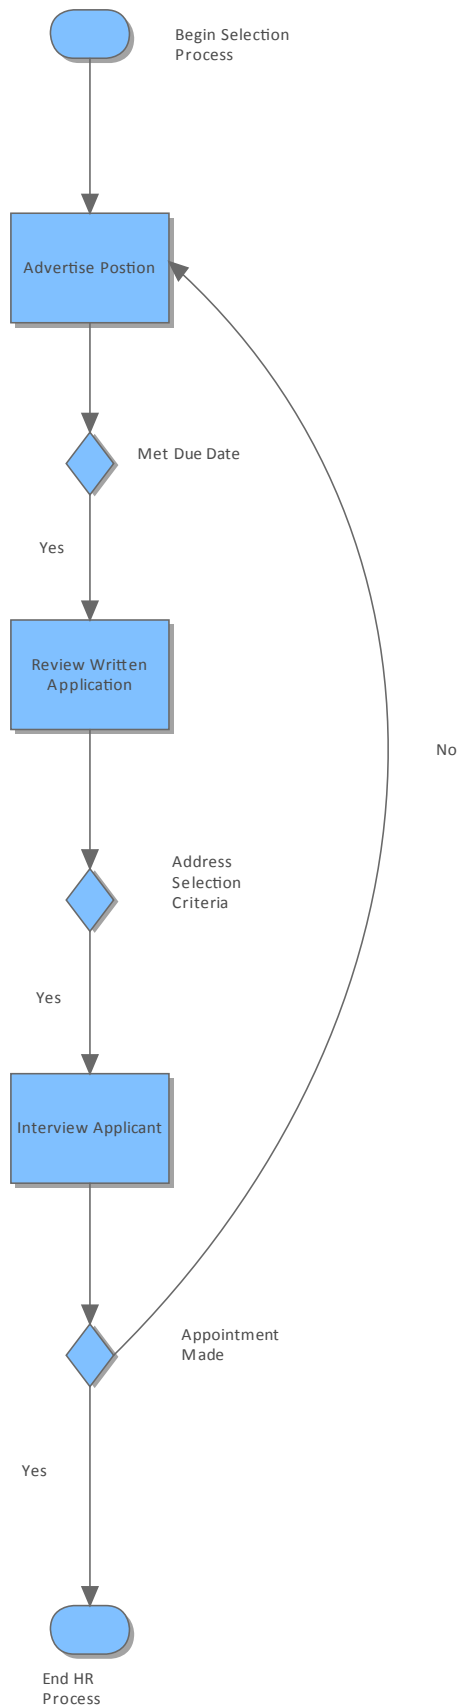 Begin Selection
Process
Advertise Postion
Met Due Date
Yes
Review Written
Application
No
Address
Selection
Criteria
Yes
Interview Applicant
Appointment
Made
Yes
End HR
Process